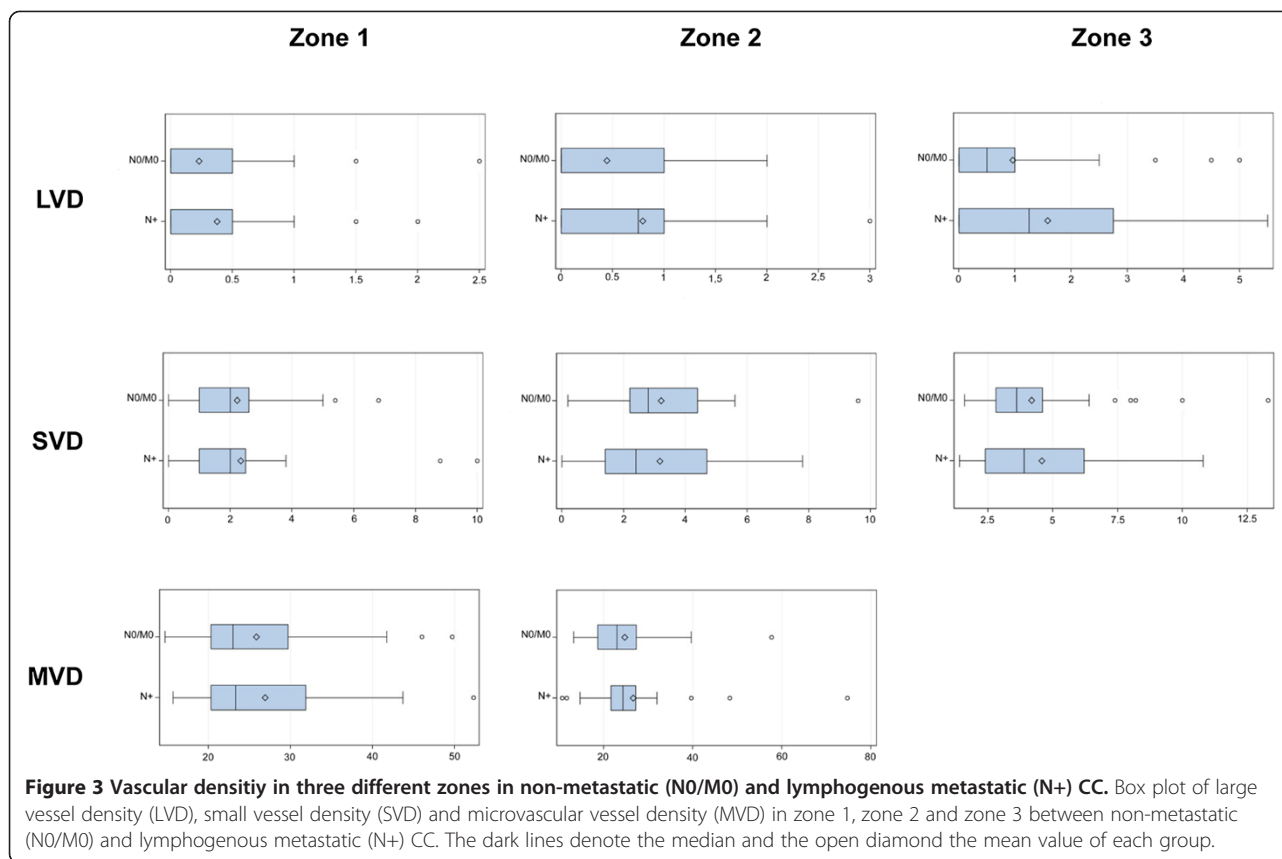 Zone 1 Zone 2 Zone 3
LVD
N0/M0
N+
0 0.5 1 1.5 2 2.5
N0/M0
N+
0 0.5 1 1,5 2 2,5 3
N0/M0
N+
0 1 2 3 4 5
SVD
N0/M0
N+
0 2 4 6 8 10
N0/M0
N+
0 2 4 6 8 10
N0/M0
N+
2.5 5 7.5 10 12.5
MVD
N0/M0
N+
20 30 40 50
N0/M0
N+
20 40 60 80
Figure 3 Vascular densitiy in three different zones in non-metastatic (N0/M0) and lymphogenous metastatic (N+) CC. Box plot of large
vessel density (LVD), small vessel density (SVD) and microvascular vessel density (MVD) in zone 1, zone 2 and zone 3 between non-metastatic
(N0/M0) and lymphogenous metastatic (N+) CC. The dark lines denote the median and the open diamond the mean value of each group.